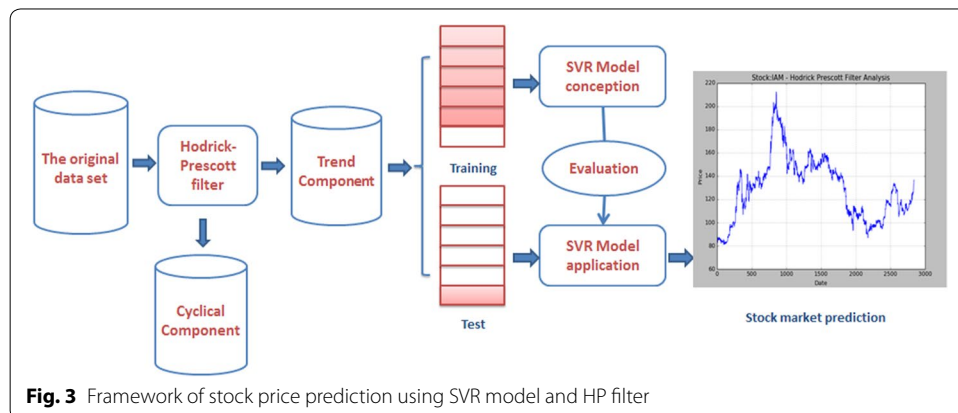 The original
data set
Hodrick-
Prescott
filter
Cyclical
Component
Trend
Component
Training
Test
SVR Model
conception
Evaluation
SVR Model
application
Stock:IAM - Hodrick Prescott Filter Analysis
Price
220
200
180
160
140
120
100
80
60
0
500
1000
1500
2000
2500
3000
Date
Stock market prediction
Fig. 3 Framework of stock price prediction using SVR model and HP filter